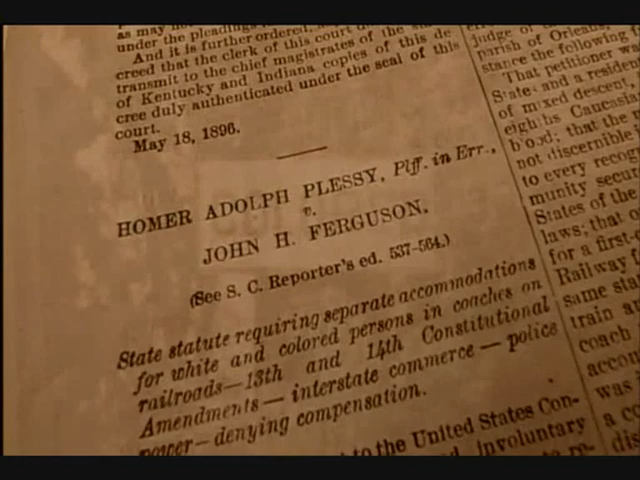 as may
under the pleadings
And it is further ordered,
creed that the clerk of this court
transmit to the chief magistrates of the
of Kentucky and Indiana copies of this de
cree duly authenticated under the seal of this
court.
May 18, 1896.
HOMER ADOLPH PLESSY, Plff. in Err.,
v.
JOHN H. FERGUSON.
(See S. C. Reporter's ed. 537-564.)
State statute requiring separate accommodations
for white and colored persons in coaches on
railroads—13th and 14th Constitutional
Amendments—interstate commerce—police
power—denying compensation.
to the United States Con-
involuntary
judge of
parish of Orleans,
stance the following
That petitioner was
States and a resident
of mixed descent,
eighths Caucasian
blood; that the
not discernible
to every recog
munity secur
States of the
laws; that
for a first-
Railway
same sta
train
coach
accou
was
a co
dis